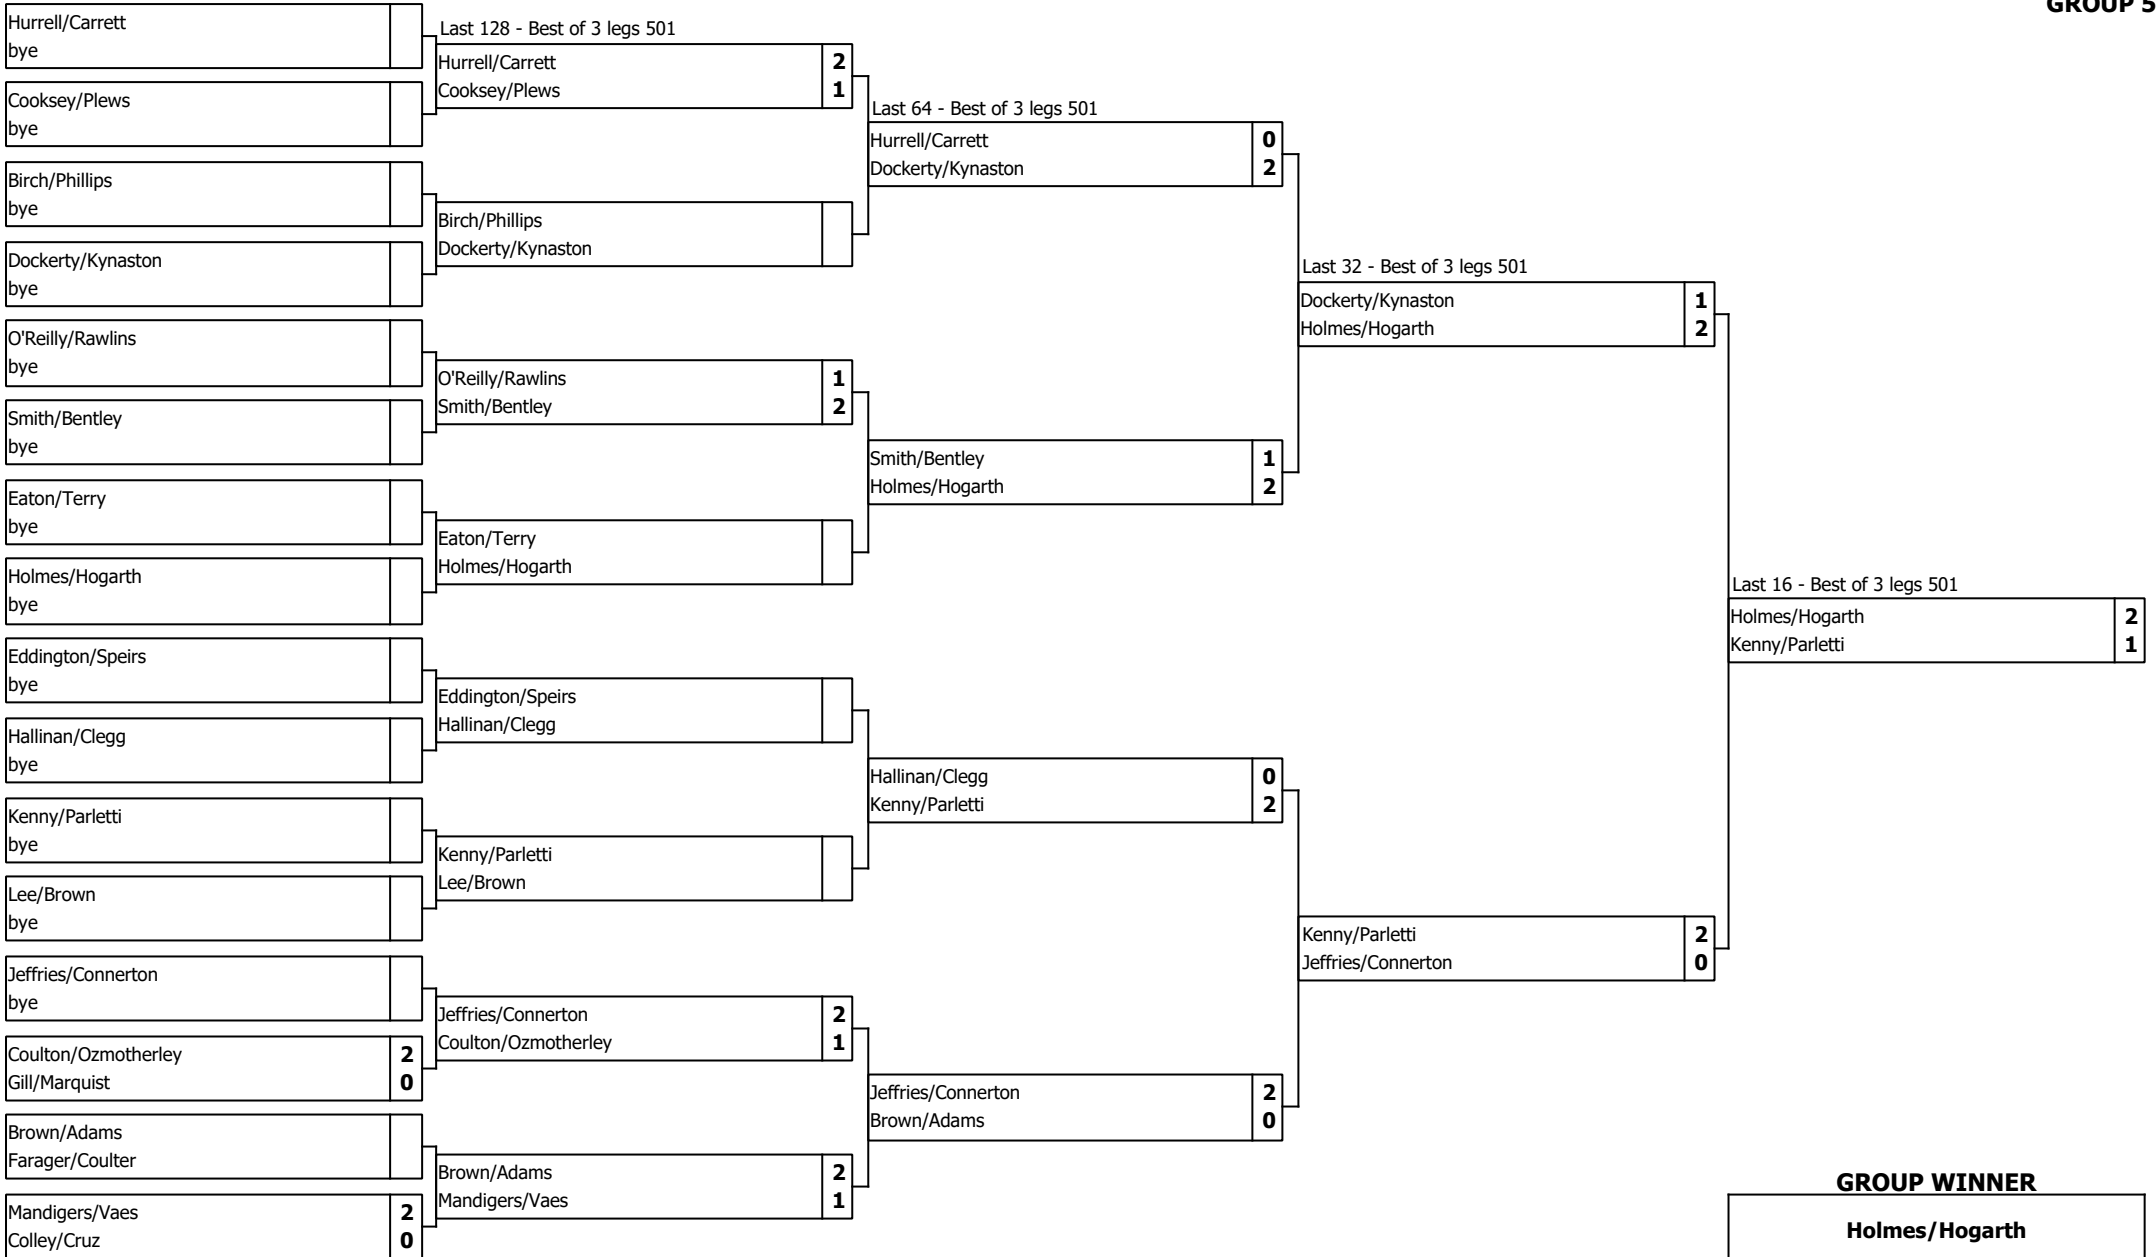 GROUP 5
Hurrell/Carrett
bye
Cooksey/Plews
bye
Birch/Phillips
bye
Dockerty/Kynaston
bye
O'Reilly/Rawlins
bye
Smith/Bentley
bye
Eaton/Terry
bye
Holmes/Hogarth
bye
Eddington/Speirs
bye
Hallinan/Clegg
bye
Kenny/Parletti
bye
Lee/Brown
bye
Jeffries/Connerton
bye
Coulton/Ozmotherley 2
Gill/Marquist 0
Brown/Adams
Farager/Coulter
Mandigers/Vaes 2
Colley/Cruz 0
Last 128 - Best of 3 legs 501
Hurrell/Carrett 2
Cooksey/Plews 1
Birch/Phillips
Dockerty/Kynaston
O'Reilly/Rawlins 1
Smith/Bentley 2
Eaton/Terry
Holmes/Hogarth
Eddington/Speirs
Hallinan/Clegg
Kenny/Parletti
Lee/Brown
Jeffries/Connerton 2
Coulton/Ozmotherley 1
Brown/Adams 2
Mandigers/Vaes 1
Last 64 - Best of 3 legs 501
Hurrell/Carrett 0
Dockerty/Kynaston 2
Smith/Bentley 1
Holmes/Hogarth 2
Hallinan/Clegg 0
Kenny/Parletti 2
Jeffries/Connerton 2
Brown/Adams 0
Last 32 - Best of 3 legs 501
Dockerty/Kynaston 1
Holmes/Hogarth 2
Kenny/Parletti 2
Jeffries/Connerton 0
Last 16 - Best of 3 legs 501
Holmes/Hogarth 2
Kenny/Parletti 1
GROUP WINNER
Holmes/Hogarth